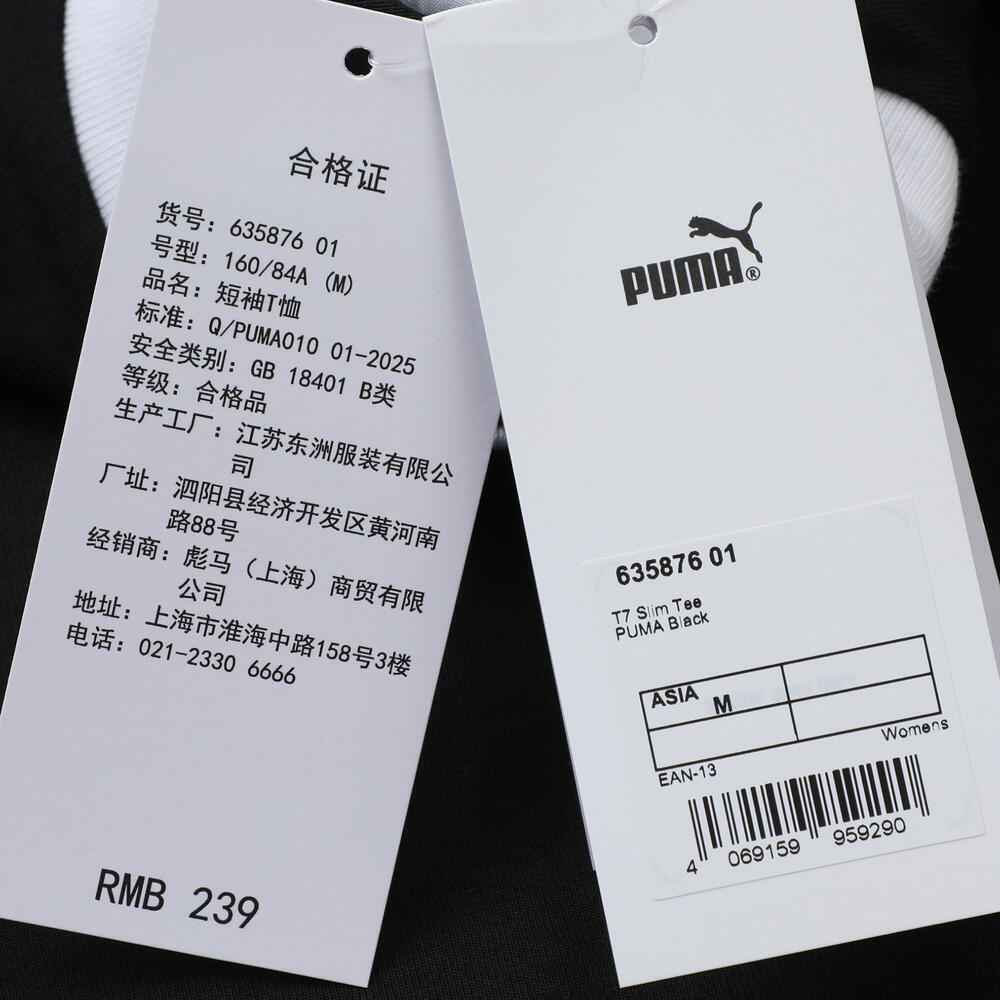 合格证
货号: 635876 01
号型: 160/84A (M)
品名: 短袖T恤
标准: Q/PUMA010 01-2025
安全类别: GB 18401 B类
等级: 合格品
生产工厂: 江苏东洲服装有限公
司
厂址: 泗阳县经济开发区黄河南
路88号
经销商: 彪马（上海）商贸有限
公司
地址: 上海市淮海中路158号3楼
电话: 021-2330 6666
RMB 239
PUMA®
635876 01
T7 Slim Tee
PUMA Black
ASIA M
Womens
EAN-13
4 069159 959290